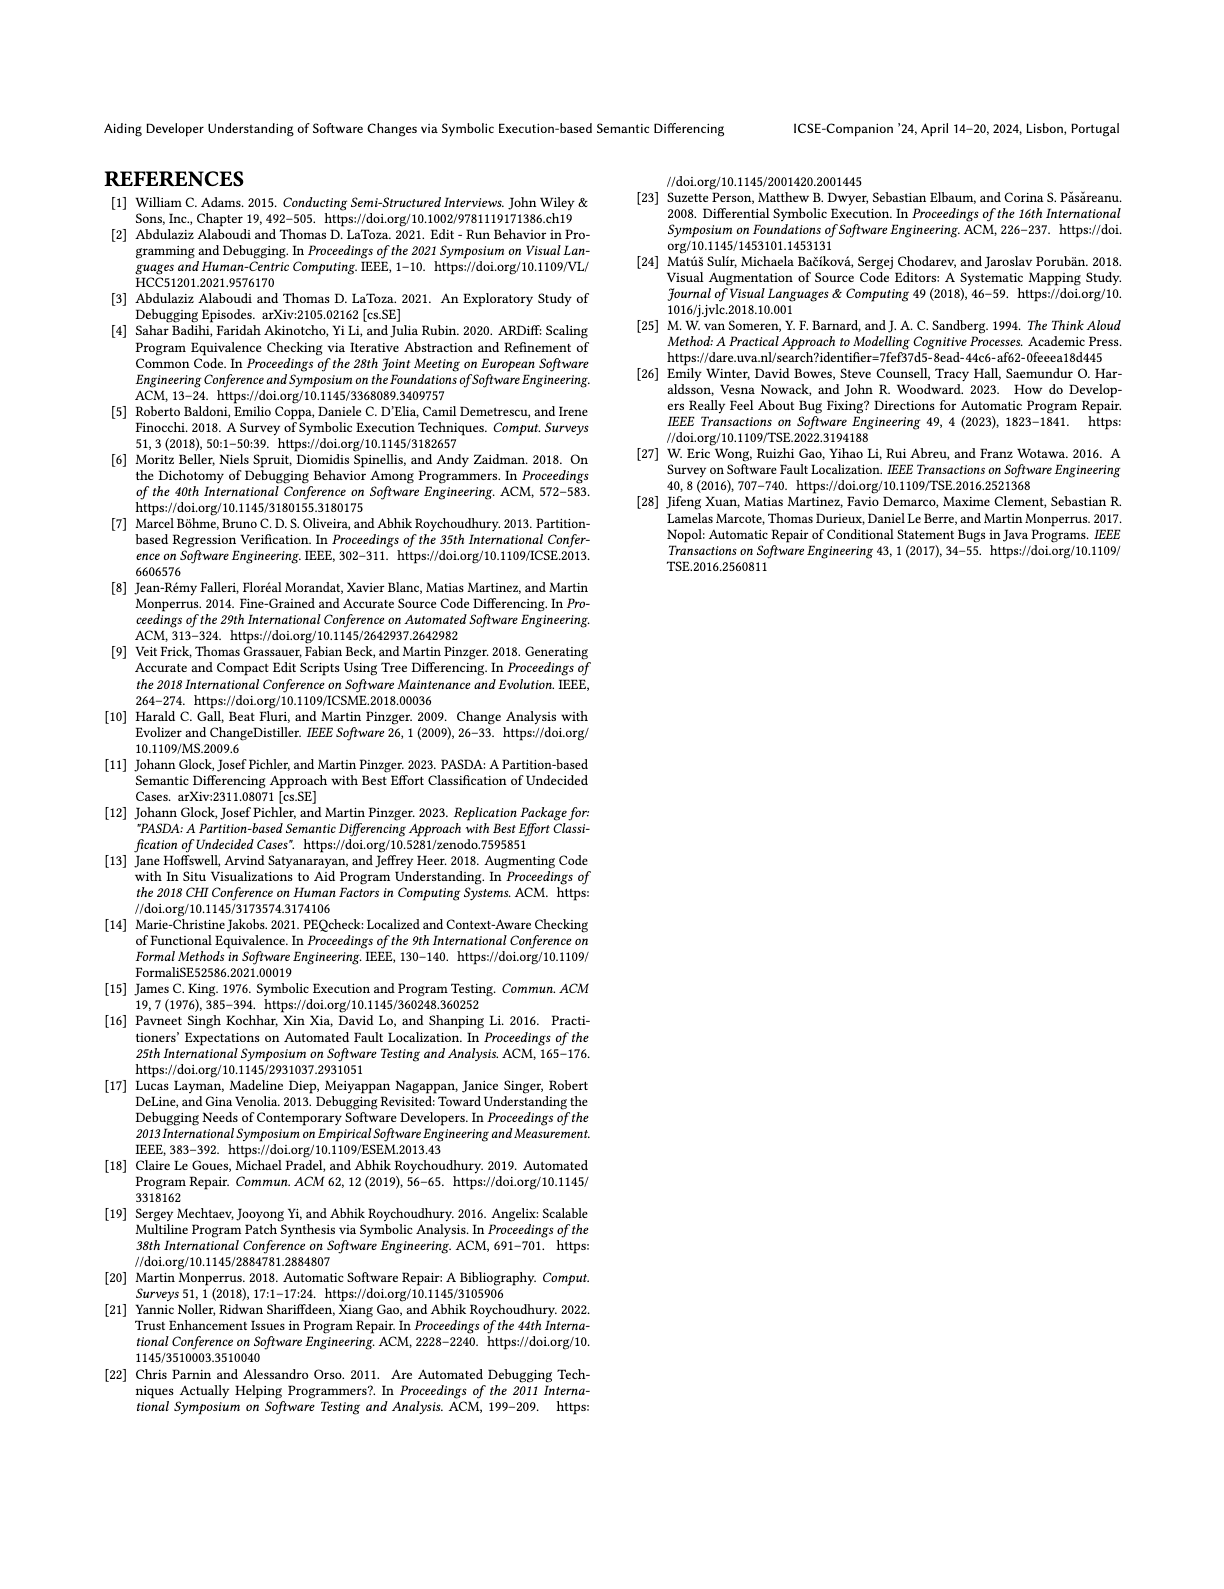 Aiding Developer Understanding of Software Changes via Symbolic Execution-based Semantic Differencing
ICSE-Companion '24, April 14–20, 2024, Lisbon, Portugal
REFERENCES
[1] William C. Adams. 2015. Conducting Semi-Structured Interviews. John Wiley &
Sons, Inc., Chapter 19, 492–505. https://doi.org/10.1002/9781119171386.ch19
[2] Abdulaziz Alaboudi and Thomas D. LaToza. 2021. Edit - Run Behavior in Pro-
gramming and Debugging. In Proceedings of the 2021 Symposium on Visual Lan-
guages and Human-Centric Computing. IEEE, 1–10. https://doi.org/10.1109/VL/
HCC51201.2021.9576170
[3] Abdulaziz Alaboudi and Thomas D. LaToza. 2021. An Exploratory Study of
Debugging Episodes. arXiv:2105.02162 [cs.SE]
[4] Sahar Badihi, Faridah Akinotcho, Yi Li, and Julia Rubin. 2020. ARDiff: Scaling
Program Equivalence Checking via Iterative Abstraction and Refinement of
Common Code. In Proceedings of the 28th Joint Meeting on European Software
Engineering Conference and Symposium on the Foundations of Software Engineering.
ACM, 13–24. https://doi.org/10.1145/3368089.3409757
[5] Roberto Baldoni, Emilio Coppa, Daniele C. D'Elia, Camil Demetrescu, and Irene
Finocchi. 2018. A Survey of Symbolic Execution Techniques. Comput. Surveys
51, 3 (2018), 50:1–50:39. https://doi.org/10.1145/3182657
[6] Moritz Beller, Niels Spruit, Diomidis Spinellis, and Andy Zaidman. 2018. On
the Dichotomy of Debugging Behavior Among Programmers. In Proceedings
of the 40th International Conference on Software Engineering. ACM, 572–583.
https://doi.org/10.1145/3180155.3180175
[7] Marcel Böhme, Bruno C. D. S. Oliveira, and Abhik Roychoudhury. 2013. Partition-
based Regression Verification. In Proceedings of the 35th International Confer-
ence on Software Engineering. IEEE, 302–311. https://doi.org/10.1109/ICSE.2013.
6606576
[8] Jean-Rémy Falleri, Floréal Morandat, Xavier Blanc, Matias Martinez, and Martin
Monperrus. 2014. Fine-Grained and Accurate Source Code Differencing. In Pro-
ceedings of the 29th International Conference on Automated Software Engineering.
ACM, 313–324. https://doi.org/10.1145/2642937.2642982
[9] Veit Frick, Thomas Grassauer, Fabian Beck, and Martin Pinzger. 2018. Generating
Accurate and Compact Edit Scripts Using Tree Differencing. In Proceedings of
the 2018 International Conference on Software Maintenance and Evolution. IEEE,
264–274. https://doi.org/10.1109/ICSME.2018.00036
[10] Harald C. Gall, Beat Fluri, and Martin Pinzger. 2009. Change Analysis with
Evolizer and ChangeDistiller. IEEE Software 26, 1 (2009), 26–33. https://doi.org/
10.1109/MS.2009.6
[11] Johann Glock, Josef Pichler, and Martin Pinzger. 2023. PASDA: A Partition-based
Semantic Differencing Approach with Best Effort Classification of Undecided
Cases. arXiv:2311.08071 [cs.SE]
[12] Johann Glock, Josef Pichler, and Martin Pinzger. 2023. Replication Package for:
"PASDA: A Partition-based Semantic Differencing Approach with Best Effort Classi-
fication of Undecided Cases". https://doi.org/10.5281/zenodo.7595851
[13] Jane Hoffswell, Arvind Satyanarayan, and Jeffrey Heer. 2018. Augmenting Code
with In Situ Visualizations to Aid Program Understanding. In Proceedings of
the 2018 CHI Conference on Human Factors in Computing Systems. ACM. https:
//doi.org/10.1145/3173574.3174106
[14] Marie-Christine Jakobs. 2021. PEQcheck: Localized and Context-Aware Checking
of Functional Equivalence. In Proceedings of the 9th International Conference on
Formal Methods in Software Engineering. IEEE, 130–140. https://doi.org/10.1109/
FormaliSE52586.2021.00019
[15] James C. King. 1976. Symbolic Execution and Program Testing. Commun. ACM
19, 7 (1976), 385–394. https://doi.org/10.1145/360248.360252
[16] Pavneet Singh Kochhar, Xin Xia, David Lo, and Shanping Li. 2016. Practi-
tioners' Expectations on Automated Fault Localization. In Proceedings of the
25th International Symposium on Software Testing and Analysis. ACM, 165–176.
https://doi.org/10.1145/2931037.2931051
[17] Lucas Layman, Madeline Diep, Meiyappan Nagappan, Janice Singer, Robert
DeLine, and Gina Venolia. 2013. Debugging Revisited: Toward Understanding the
Debugging Needs of Contemporary Software Developers. In Proceedings of the
2013 International Symposium on Empirical Software Engineering and Measurement.
IEEE, 383–392. https://doi.org/10.1109/ESEM.2013.43
[18] Claire Le Goues, Michael Pradel, and Abhik Roychoudhury. 2019. Automated
Program Repair. Commun. ACM 62, 12 (2019), 56–65. https://doi.org/10.1145/
3318162
[19] Sergey Mechtaev, Jooyong Yi, and Abhik Roychoudhury. 2016. Angelix: Scalable
Multiline Program Patch Synthesis via Symbolic Analysis. In Proceedings of the
38th International Conference on Software Engineering. ACM, 691–701. https:
//doi.org/10.1145/2884781.2884807
[20] Martin Monperrus. 2018. Automatic Software Repair: A Bibliography. Comput.
Surveys 51, 1 (2018), 17:1–17:24. https://doi.org/10.1145/3105906
[21] Yannic Noller, Ridwan Shariffdeen, Xiang Gao, and Abhik Roychoudhury. 2022.
Trust Enhancement Issues in Program Repair. In Proceedings of the 44th Interna-
tional Conference on Software Engineering. ACM, 2228–2240. https://doi.org/10.
1145/3510003.3510040
[22] Chris Parnin and Alessandro Orso. 2011. Are Automated Debugging Tech-
niques Actually Helping Programmers?. In Proceedings of the 2011 Interna-
tional Symposium on Software Testing and Analysis. ACM, 199–209. https:
//doi.org/10.1145/2001420.2001445
[23] Suzette Person, Matthew B. Dwyer, Sebastian Elbaum, and Corina S. Păsăreanu.
2008. Differential Symbolic Execution. In Proceedings of the 16th International
Symposium on Foundations of Software Engineering. ACM, 226–237. https://doi.
org/10.1145/1453101.1453131
[24] Matúš Sulír, Michaela Bačíková, Sergej Chodarev, and Jaroslav Porubän. 2018.
Visual Augmentation of Source Code Editors: A Systematic Mapping Study.
Journal of Visual Languages & Computing 49 (2018), 46–59. https://doi.org/10.
1016/j.jvlc.2018.10.001
[25] M. W. van Someren, Y. F. Barnard, and J. A. C. Sandberg. 1994. The Think Aloud
Method: A Practical Approach to Modelling Cognitive Processes. Academic Press.
https://dare.uva.nl/search?identifier=7fef37d5-8ead-44c6-af62-0feeea18d445
[26] Emily Winter, David Bowes, Steve Counsell, Tracy Hall, Saemundur O. Har-
aldsson, Vesna Nowack, and John R. Woodward. 2023. How do Develop-
ers Really Feel About Bug Fixing? Directions for Automatic Program Repair.
IEEE Transactions on Software Engineering 49, 4 (2023), 1823–1841. https:
//doi.org/10.1109/TSE.2022.3194188
[27] W. Eric Wong, Ruizhi Gao, Yihao Li, Rui Abreu, and Franz Wotawa. 2016. A
Survey on Software Fault Localization. IEEE Transactions on Software Engineering
40, 8 (2016), 707–740. https://doi.org/10.1109/TSE.2016.2521368
[28] Jifeng Xuan, Matias Martinez, Favio Demarco, Maxime Clement, Sebastian R.
Lamelas Marcote, Thomas Durieux, Daniel Le Berre, and Martin Monperrus. 2017.
Nopol: Automatic Repair of Conditional Statement Bugs in Java Programs. IEEE
Transactions on Software Engineering 43, 1 (2017), 34–55. https://doi.org/10.1109/
TSE.2016.2560811